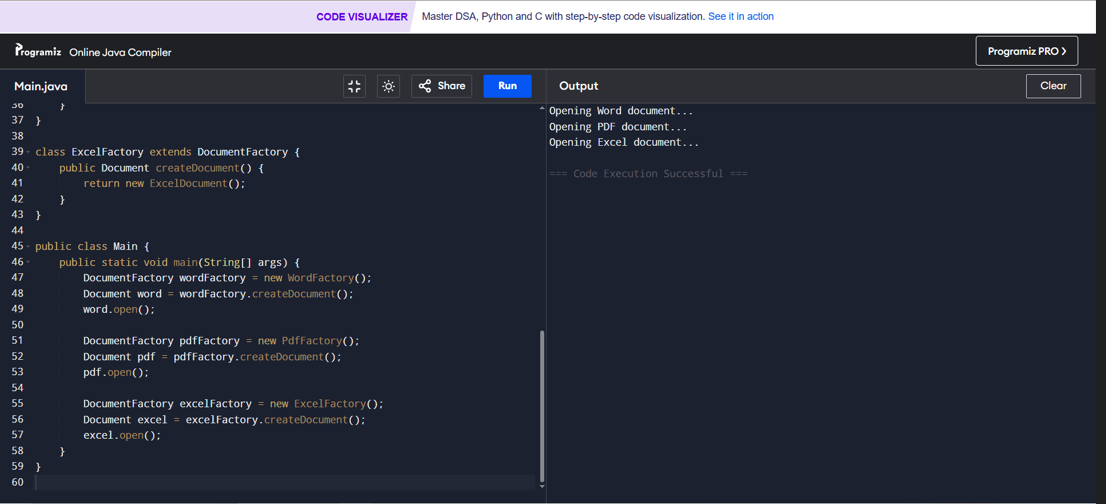 CODE VISUALIZER Master DSA, Python and C with step-by-step code visualization. See it in action
Programiz Online Java Compiler
Programiz PRO >
Main.java
Share
Run
Output
Clear
36         }
37 }
38
39 class ExcelFactory extends DocumentFactory {
40     public Document createDocument() {
41         return new ExcelDocument();
42     }
43 }
44
45 public class Main {
46     public static void main(String[] args) {
47         DocumentFactory wordFactory = new WordFactory();
48         Document word = wordFactory.createDocument();
49         word.open();
50
51         DocumentFactory pdfFactory = new PdfFactory();
52         Document pdf = pdfFactory.createDocument();
53         pdf.open();
54
55         DocumentFactory excelFactory = new ExcelFactory();
56         Document excel = excelFactory.createDocument();
57         excel.open();
58     }
59 }
60
Opening Word document...
Opening PDF document...
Opening Excel document...
=== Code Execution Successful ===